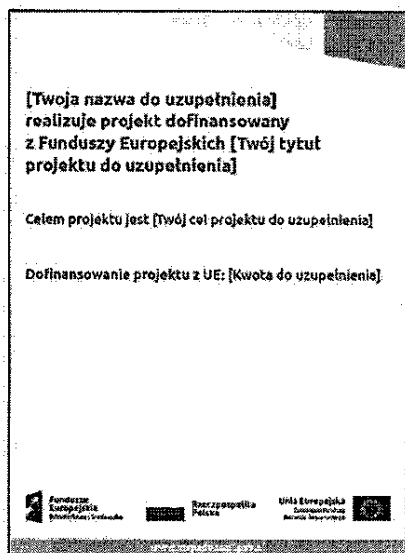 [Twoja nazwa do uzupełnienia]
realizuje projekt dofinansowany
z Funduszy Europejskich [Twój tytuł
projektu do uzupełnienia]
Celem projektu jest [Twój cel projektu do uzupełnienia]
Dofinansowanie projektu z UE: [Kwota do uzupełnienia]
Fundusze
Europejskie
Rzeczpospolita
Polska
Unia Europejska